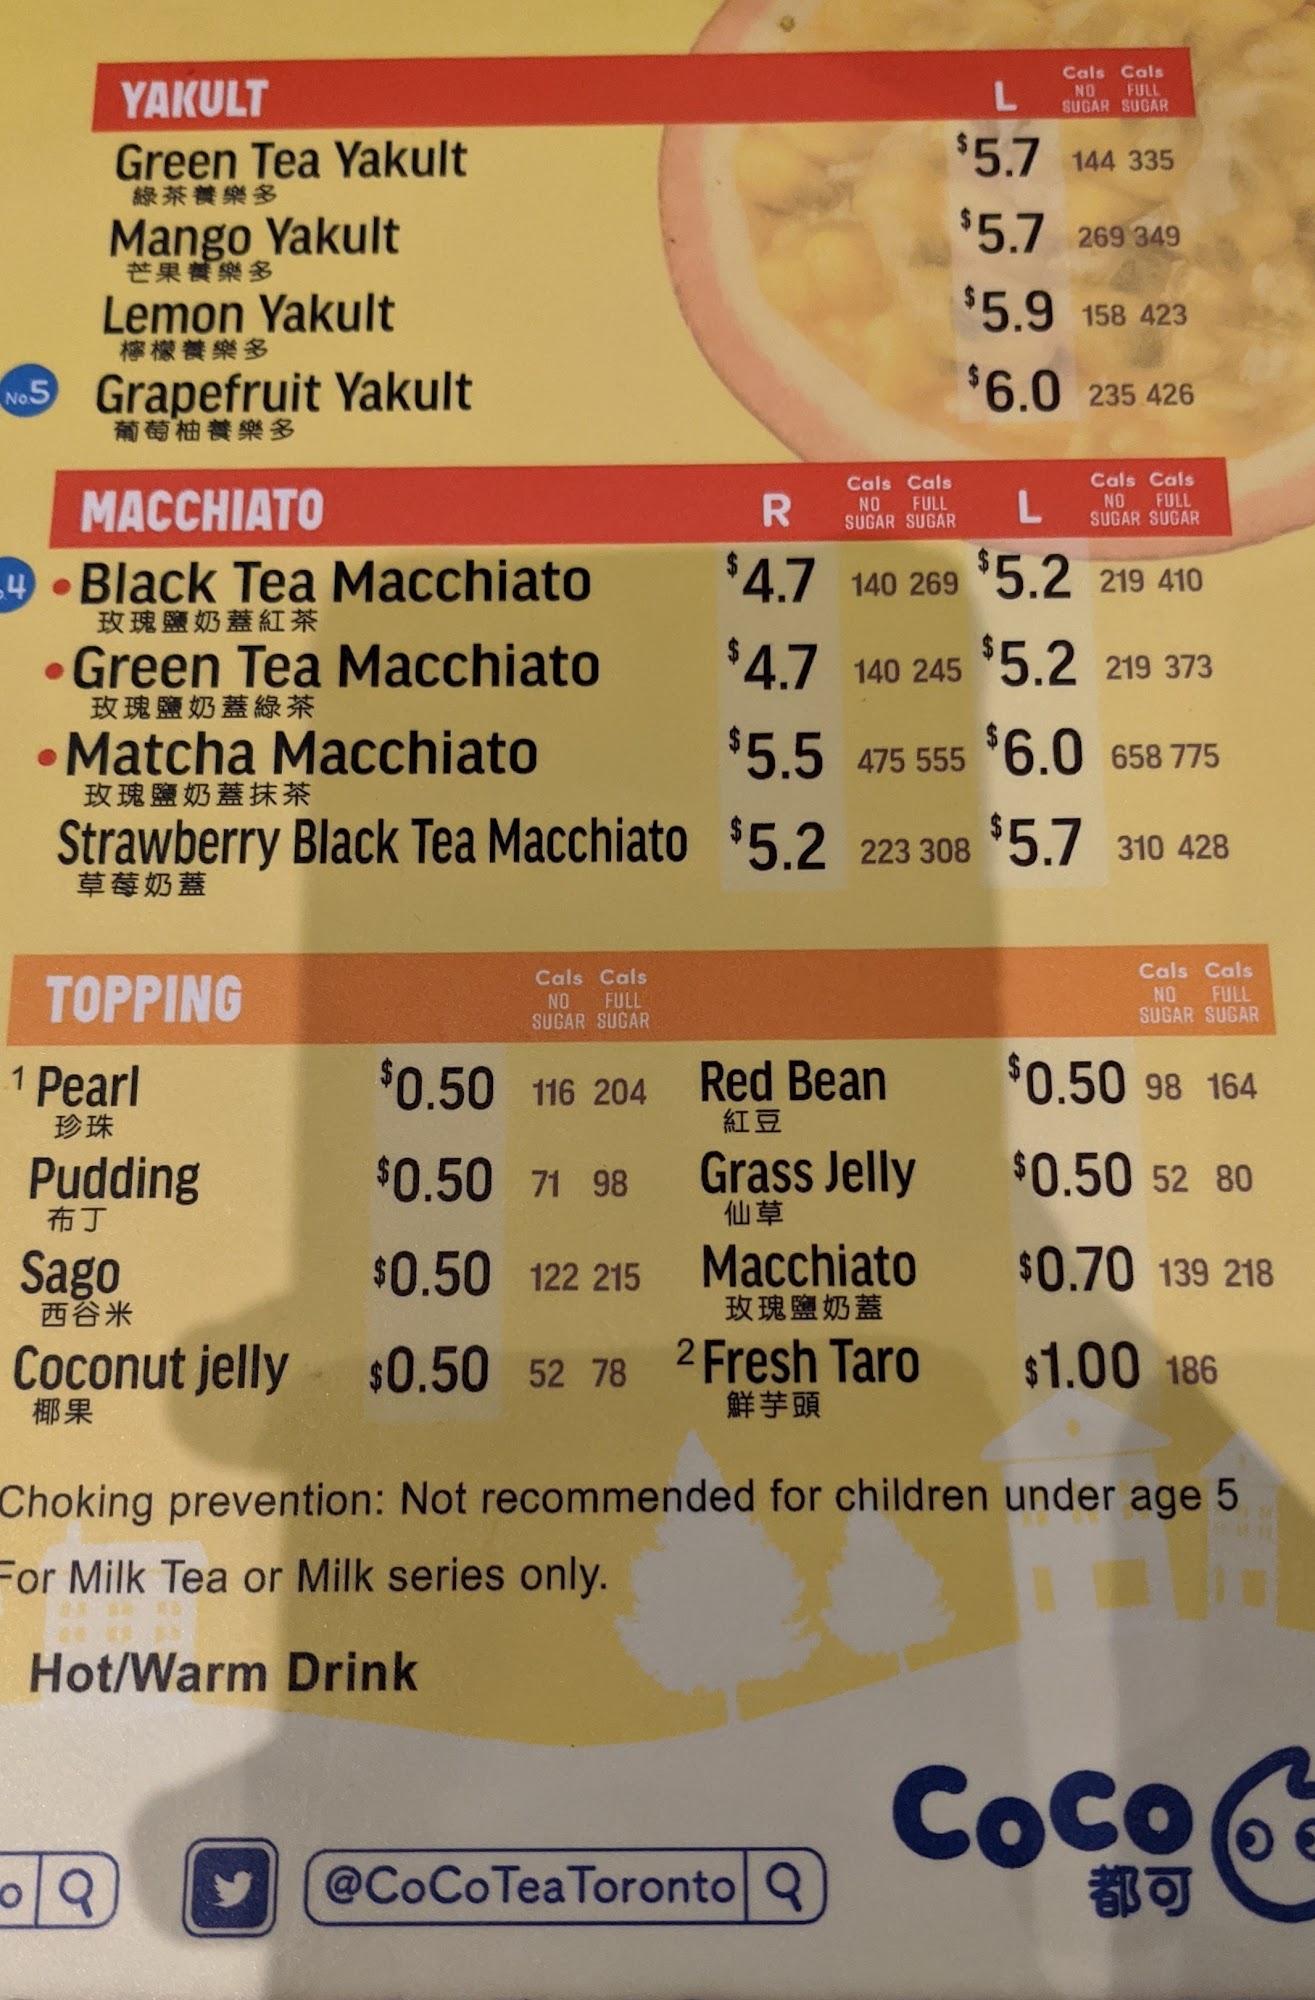 YAKULT L Cals NO SUGAR Cals FULL SUGAR
Green Tea Yakult $5.7 144 335
綠茶養樂多
Mango Yakult $5.7 269 349
芒果養樂多
Lemon Yakult $5.9 158 423
檸檬養樂多
No.5 Grapefruit Yakult $6.0 235 426
葡萄柚養樂多
MACCHIATO R Cals NO SUGAR Cals FULL SUGAR L Cals NO SUGAR Cals FULL SUGAR
.4 • Black Tea Macchiato $4.7 140 269 $5.2 219 410
玫瑰鹽奶蓋紅茶
• Green Tea Macchiato $4.7 140 245 $5.2 219 373
玫瑰鹽奶蓋綠茶
• Matcha Macchiato $5.5 475 555 $6.0 658 775
玫瑰鹽奶蓋抹茶
Strawberry Black Tea Macchiato $5.2 223 308 $5.7 310 428
草莓奶蓋
TOPPING Cals NO SUGAR Cals FULL SUGAR Cals NO SUGAR Cals FULL SUGAR
1 Pearl $0.50 116 204 Red Bean $0.50 98 164
珍珠 紅豆
Pudding $0.50 71 98 Grass Jelly $0.50 52 80
布丁 仙草
Sago $0.50 122 215 Macchiato $0.70 139 218
西谷米 玫瑰鹽奶蓋
Coconut jelly $0.50 52 78 2 Fresh Taro $1.00 186
椰果 鮮芋頭
Choking prevention: Not recommended for children under age 5
For Milk Tea or Milk series only.
Hot/Warm Drink
CoCo
都可
o @CoCoTeaToronto